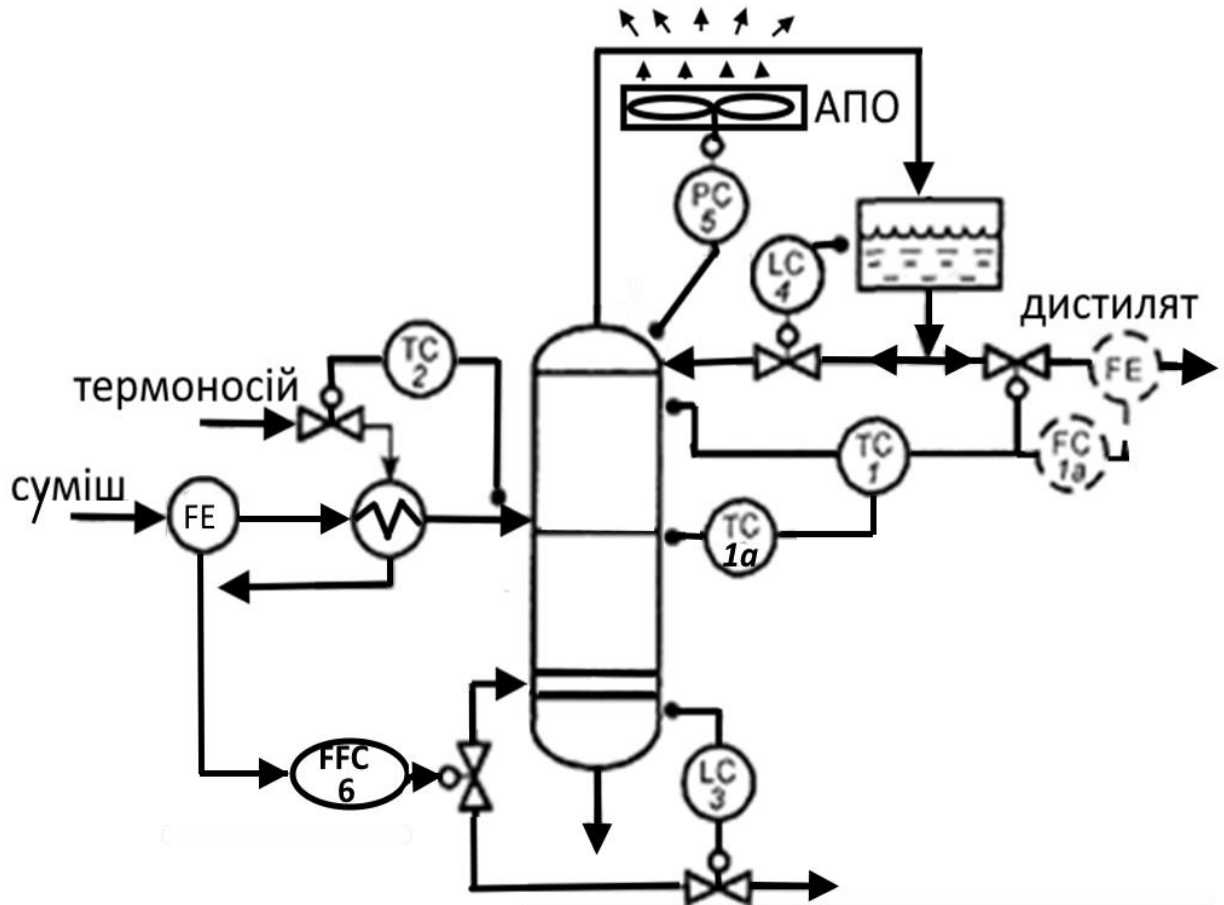 АПО
PC
5
LC
4
дистилят
TC
2
FE
термоносій
TC
1
FC
1a
суміш
FE
TC
1a
FFC
6
LC
3